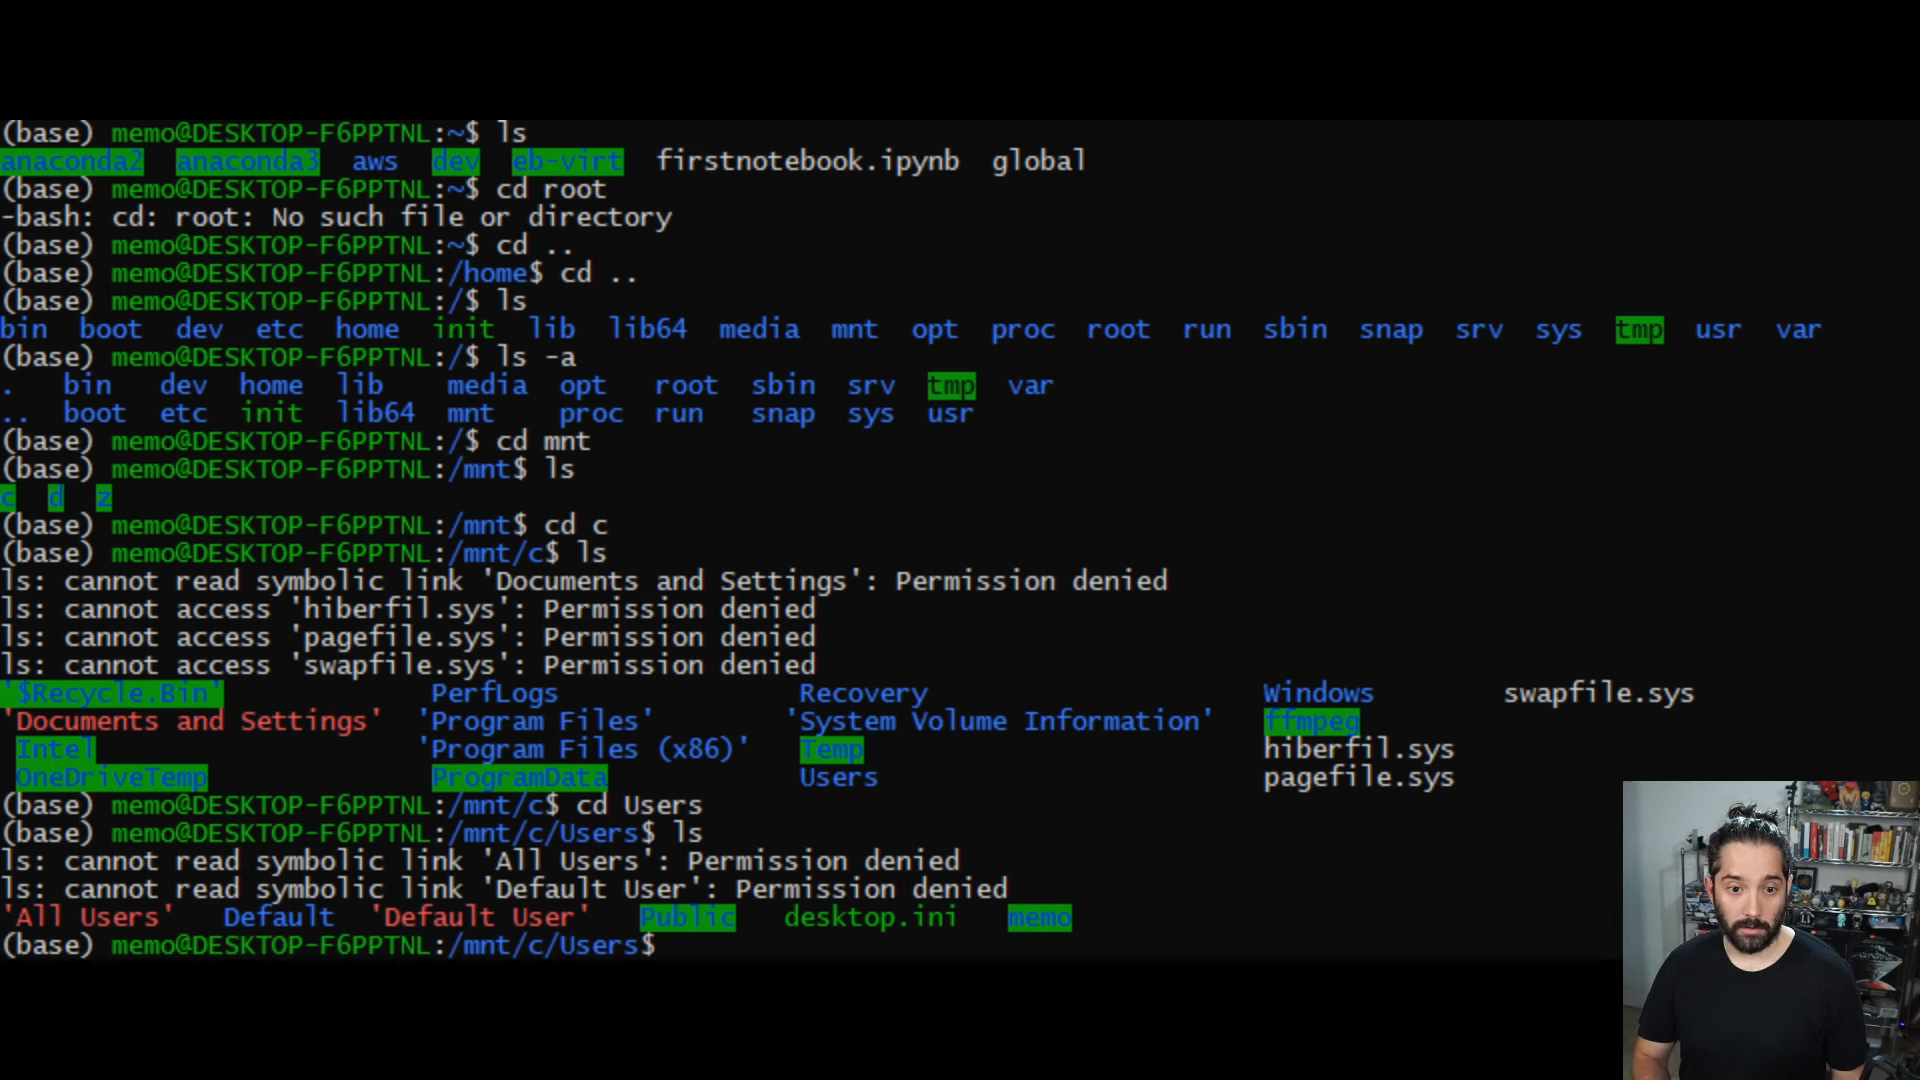 (base) memo@DESKTOP-F6PPTNL:~$ ls
anaconda2  anaconda3  aws  dev  eb-virt  firstnotebook.ipynb  global
(base) memo@DESKTOP-F6PPTNL:~$ cd root
-bash: cd: root: No such file or directory
(base) memo@DESKTOP-F6PPTNL:~$ cd ..
(base) memo@DESKTOP-F6PPTNL:/home$ cd ..
(base) memo@DESKTOP-F6PPTNL:/$ ls
bin  boot  dev  etc  home  init  lib  lib64  media  mnt  opt  proc  root  run  sbin  snap  srv  sys  tmp  usr  var
(base) memo@DESKTOP-F6PPTNL:/$ ls -a
.   bin   dev  home  lib    media  opt   root  sbin  srv  tmp  var
..  boot  etc  init  lib64  mnt    proc  run   snap  sys  usr
(base) memo@DESKTOP-F6PPTNL:/$ cd mnt
(base) memo@DESKTOP-F6PPTNL:/mnt$ ls
c  d  z
(base) memo@DESKTOP-F6PPTNL:/mnt$ cd c
(base) memo@DESKTOP-F6PPTNL:/mnt/c$ ls
ls: cannot read symbolic link 'Documents and Settings': Permission denied
ls: cannot access 'hiberfil.sys': Permission denied
ls: cannot access 'pagefile.sys': Permission denied
ls: cannot access 'swapfile.sys': Permission denied
'$Recycle.Bin'  PerfLogs  Recovery  Windows  swapfile.sys
'Documents and Settings'  'Program Files'  'System Volume Information'  ffmpeg
Intel  'Program Files (x86)'  Temp  hiberfil.sys
OneDriveTemp  ProgramData  Users  pagefile.sys
(base) memo@DESKTOP-F6PPTNL:/mnt/c$ cd Users
(base) memo@DESKTOP-F6PPTNL:/mnt/c/Users$ ls
ls: cannot read symbolic link 'All Users': Permission denied
ls: cannot read symbolic link 'Default User': Permission denied
'All Users'  Default  'Default User'  Public  desktop.ini  memo
(base) memo@DESKTOP-F6PPTNL:/mnt/c/Users$